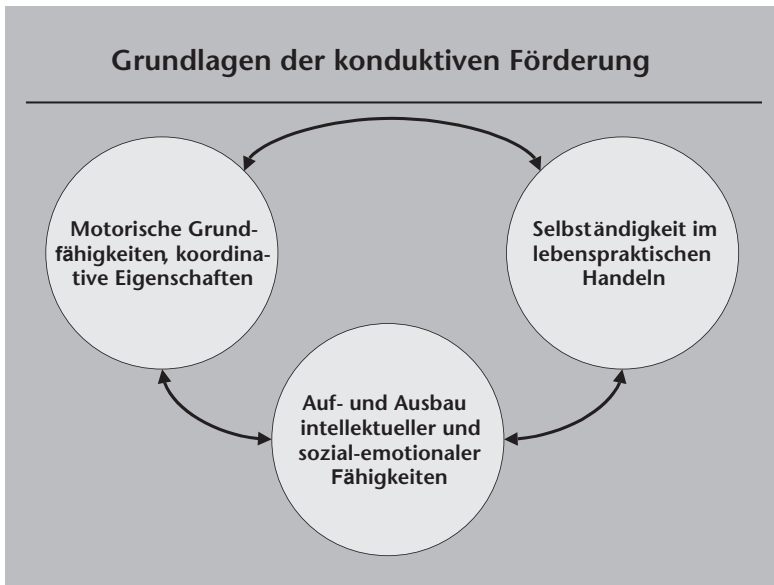 Grundlagen der konduktiven Förderung
Motorische Grund-
fähigkeiten, koordina-
tive Eigenschaften
Selbständigkeit im
lebenspraktischen
Handeln
Auf- und Ausbau
intellektueller und
sozial-emotionaler
Fähigkeiten